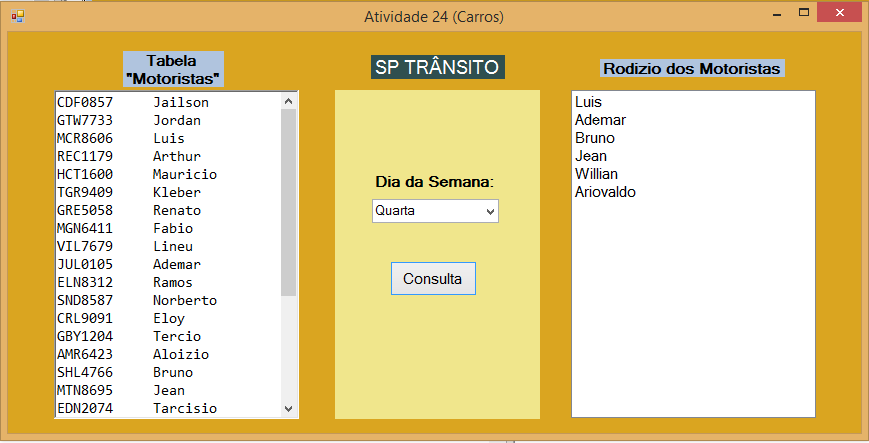 Atividade 24 (Carros)
Tabela
"Motoristas"
CDF0857 Jailson
GTW7733 Jordan
MCR8606 Luis
REC1179 Arthur
HCT1600 Mauricio
TGR9409 Kleber
GRE5058 Renato
MGN6411 Fabio
VIL7679 Lineu
JUL0105 Ademar
ELN8312 Ramos
SND8587 Norberto
CRL9091 Eloy
GBY1204 Tercio
AMR6423 Aloizio
SHL4766 Bruno
MTN8695 Jean
EDN2074 Tarcisio
SP TRÂNSITO
Dia da Semana:
Quarta
Consulta
Rodizio dos Motoristas
Luis
Ademar
Bruno
Jean
Willian
Ariovaldo